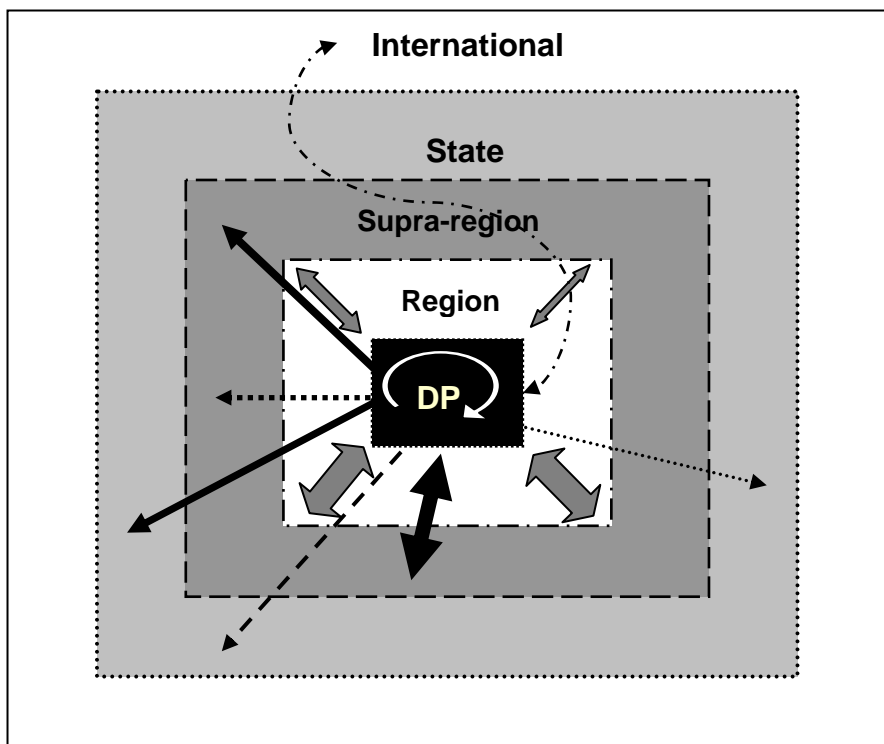 International
State
Supra-region
Region
DP